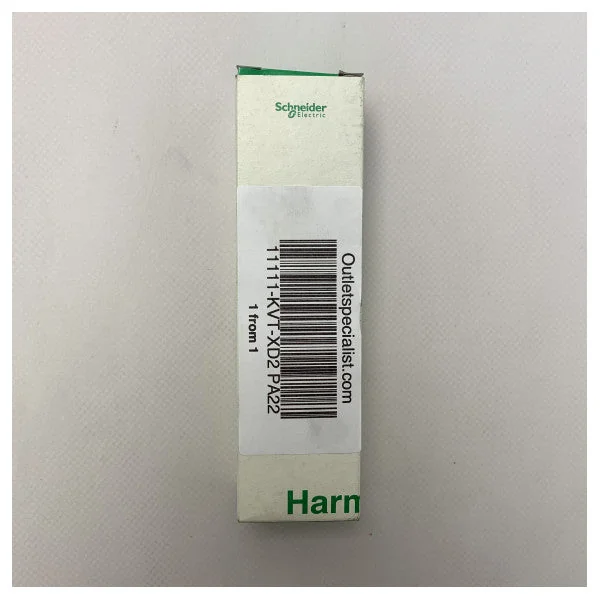 Schneider
Electric
Outletspecialist.com
11111-KVT-XD2 PA22
1 from 1
Harm